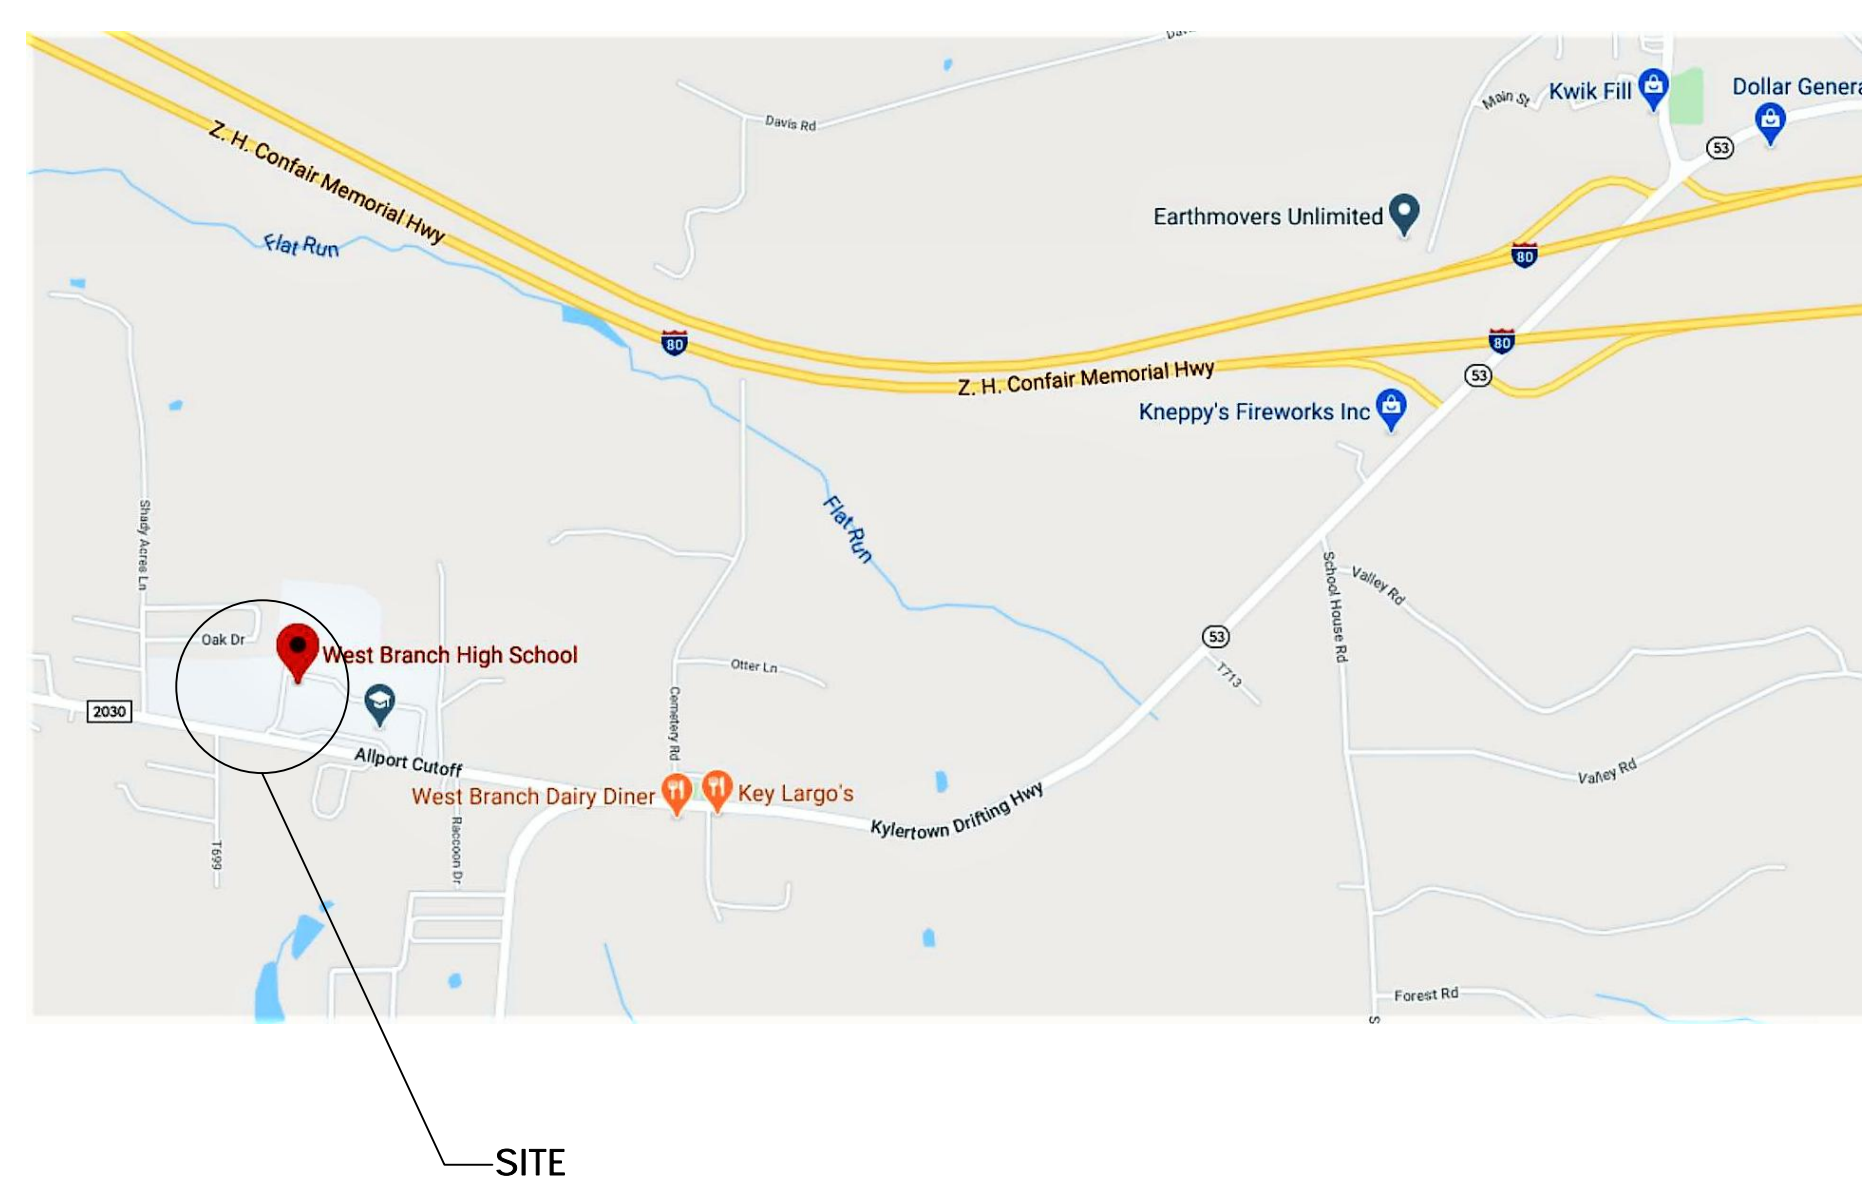 Davis Rd
Main St
Kwik Fill
Dollar Genera
53
Z. H. Confair Memorial Hwy
Flat Run
Earthmovers Unlimited
80
80
80
53
Z. H. Confair Memorial Hwy
Kneppy's Fireworks Inc
Shady Acres Ln
Flat Run
School House Rd
Valley Rd
Oak Dr
West Branch High School
53
Otter Ln
T713
Cemetery Rd
2030
Allport Cutoff
Valley Rd
West Branch Dairy Diner
Key Largo's
Kylertown Drifting Hwy
T699
Raccoon Dr
Forest Rd
S
SITE